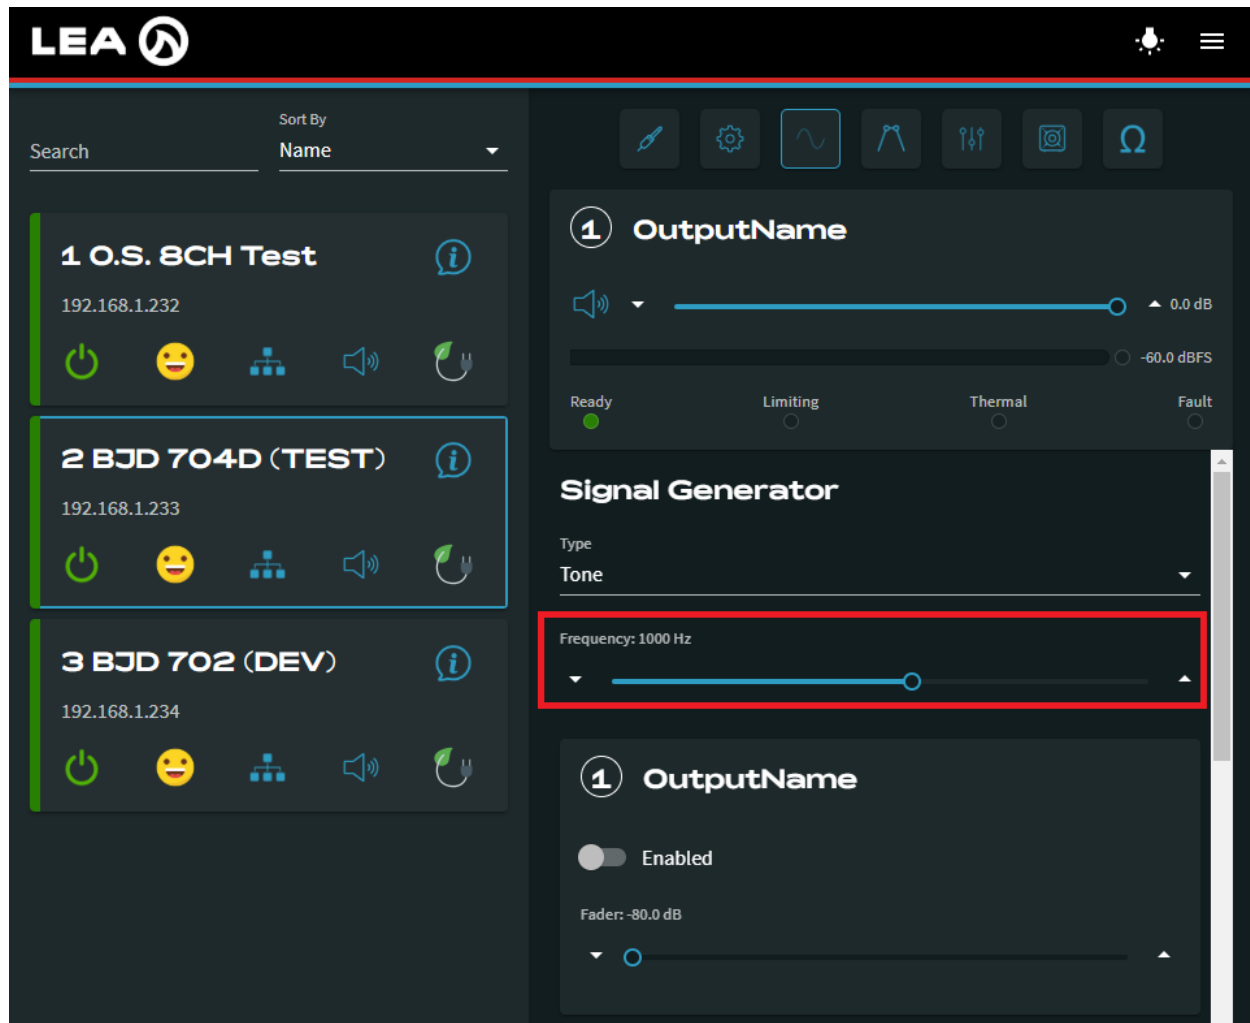 LEA
Search
Sort By
Name
1 O.S. 8CH Test
192.168.1.232
2 BJD 704D (TEST)
192.168.1.233
3 BJD 702 (DEV)
192.168.1.234
Ω
1 OutputName
0.0 dB
-60.0 dBFS
Ready Limiting Thermal Fault
Signal Generator
Type
Tone
Frequency: 1000 Hz
1 OutputName
Enabled
Fader: -80.0 dB